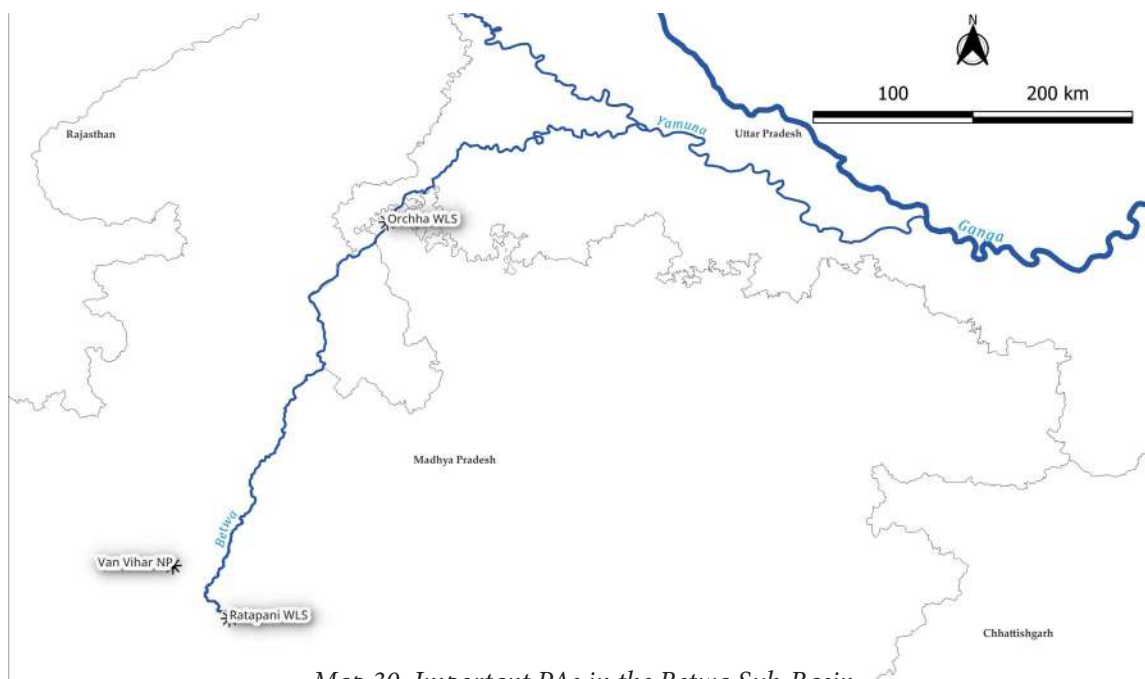 N
100
200 km
Rajasthan
Yamuna
Uttar Pradesh
Orchha WLS
Ganga
Madhya Pradesh
Betwa
Van Vihar NP
Ratapani WLS
Chhattishgarh
Map 30. Important PAs in the Betwa Sub-Basin